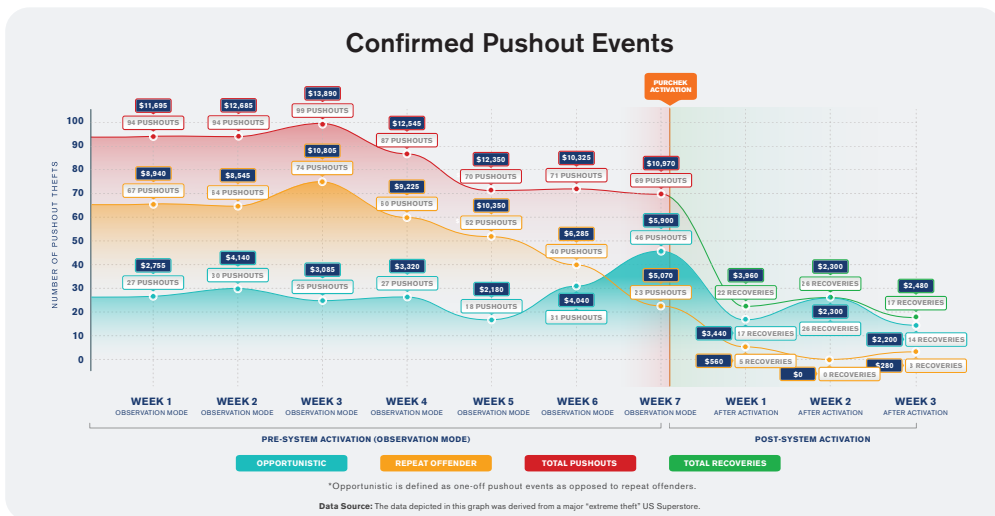 Confirmed Pushout Events
PURCHEK
ACTIVATION
NUMBER OF PUSHOUT THEFTS
100
90
80
70
60
50
40
30
20
10
0
$11,695
94 PUSHOUTS
$8,940
67 PUSHOUTS
$2,755
27 PUSHOUTS
$12,685
94 PUSHOUTS
$8,545
$4,140
30 PUSHOUTS
$13,890
99 PUSHOUTS
$10,805
74 PUSHOUTS
$3,085
25 PUSHOUTS
$12,545
87 PUSHOUTS
$9,225
60 PUSHOUTS
$3,320
27 PUSHOUTS
$12,350
70 PUSHOUTS
$10,350
52 PUSHOUTS
$2,180
18 PUSHOUTS
$10,325
71 PUSHOUTS
$6,285
40 PUSHOUTS
$4,040
31 PUSHOUTS
$10,970
69 PUSHOUTS
$5,900
46 PUSHOUTS
$5,070
23 PUSHOUTS
$3,960
22 RECOVERIES
$3,440 17 RECOVERIES
$560 5 RECOVERIES
$2,300
26 RECOVERIES
$2,300
26 RECOVERIES
$0 0 RECOVERIES
$2,480
17 RECOVERIES
$2,200 14 RECOVERIES
$280 3 RECOVERIES
WEEK 1
OBSERVATION MODE
WEEK 2
OBSERVATION MODE
WEEK 3
OBSERVATION MODE
WEEK 4
OBSERVATION MODE
WEEK 5
OBSERVATION MODE
WEEK 6
OBSERVATION MODE
WEEK 7
OBSERVATION MODE
WEEK 1
AFTER ACTIVATION
WEEK 2
AFTER ACTIVATION
WEEK 3
AFTER ACTIVATION
PRE-SYSTEM ACTIVATION (OBSERVATION MODE)
POST-SYSTEM ACTIVATION
OPPORTUNISTIC
REPEAT OFFENDER
TOTAL PUSHOUTS
TOTAL RECOVERIES
*Opportunistic is defined as one-off pushout events as opposed to repeat offenders.
Data Source: The data depicted in this graph was derived from a major "extreme theft" US Superstore.